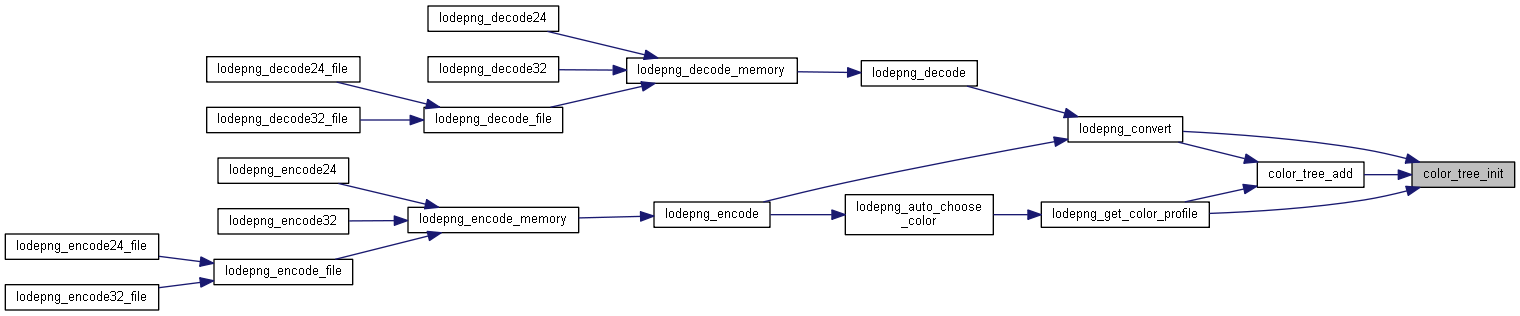 lodepng_decode24
lodepng_decode24_file
lodepng_decode32
lodepng_decode_memory
lodepng_decode
lodepng_decode32_file
lodepng_decode_file
lodepng_convert
lodepng_encode24
color_tree_add
color_tree_init
lodepng_encode32
lodepng_encode_memory
lodepng_encode
lodepng_auto_choose
_color
lodepng_get_color_profile
lodepng_encode24_file
lodepng_encode_file
lodepng_encode32_file